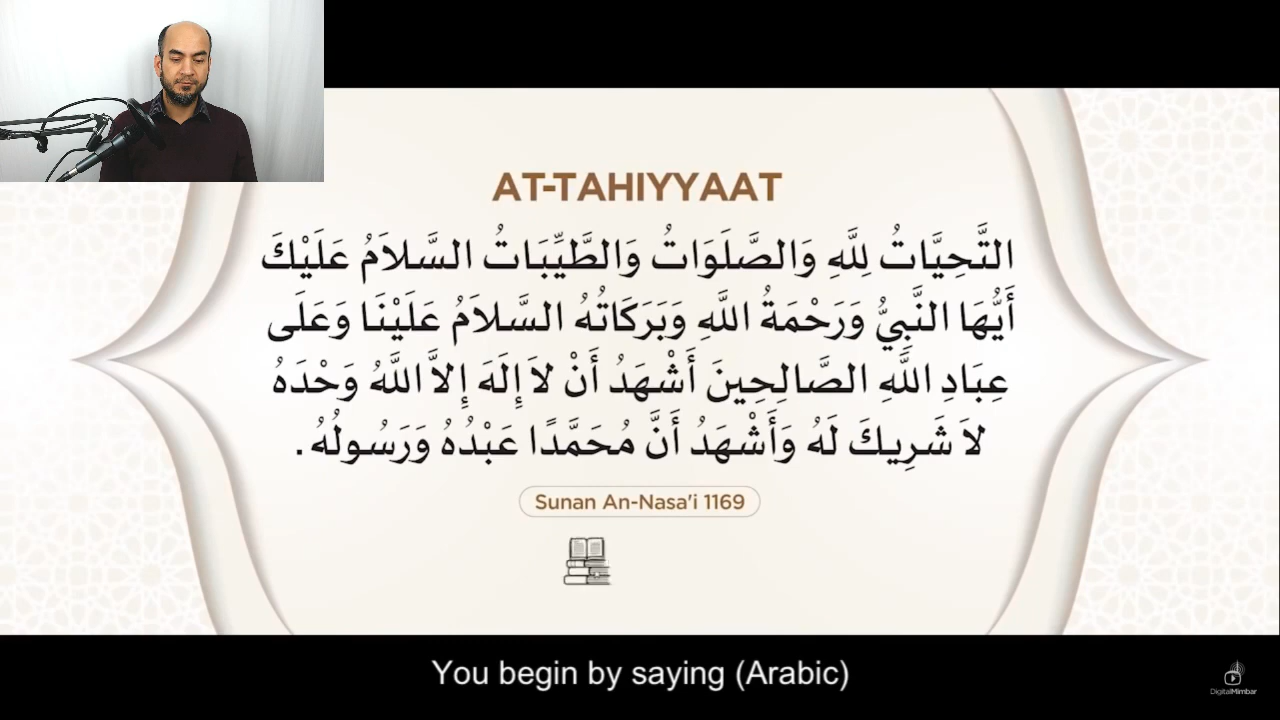 AT-TAHIYYAAT
التَّحِيَّاتُ لِلَّهِ وَالصَّلَوَاتُ وَالطَّيِّبَاتُ السَّلاَمُ عَلَيْكَ
أَيُّهَا النَّبِيُّ وَرَحْمَةُ اللَّهِ وَبَرَكَاتُهُ السَّلاَمُ عَلَيْنَا وَعَلَى
عِبَادِ اللَّهِ الصَّالِحِينَ أَشْهَدُ أَنْ لاَ إِلَهَ إِلاَّ اللَّهُ وَحْدَهُ
لاَ شَرِيكَ لَهُ وَأَشْهَدُ أَنَّ مُحَمَّدًا عَبْدُهُ وَرَسُولُهُ.
Sunan An-Nasa'i 1169
You begin by saying (Arabic)
DigitalMimbar